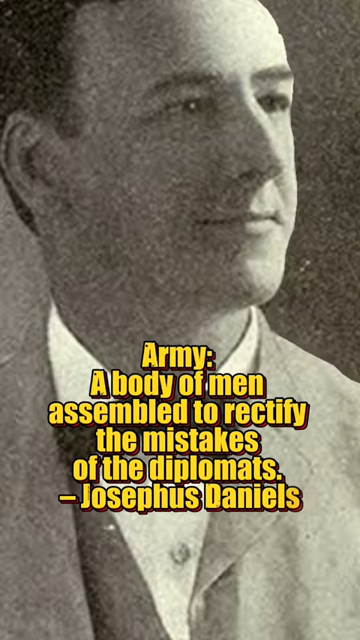 Army:
A body of men
assembled to rectify
the mistakes
of the diplomats.
– Josephus Daniels